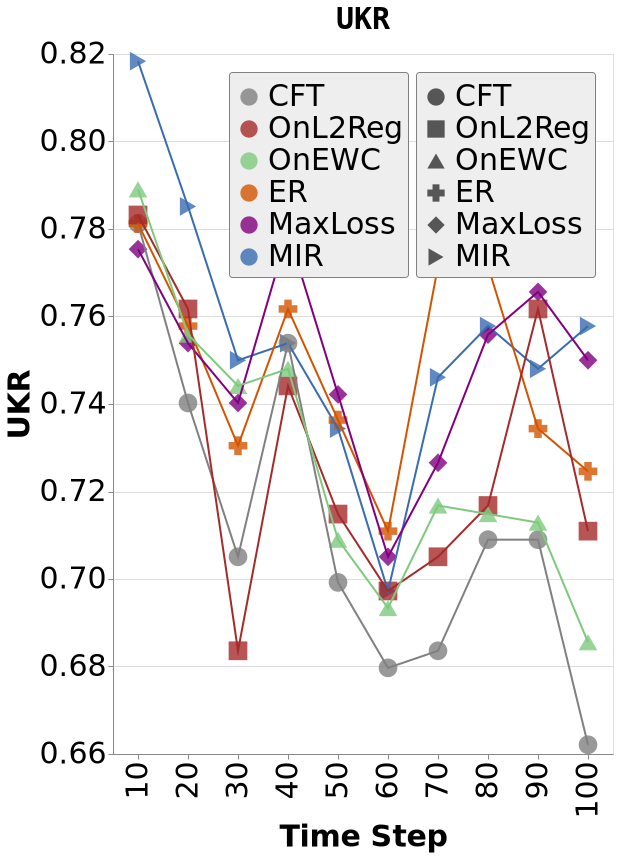 UKR
0.82
0.80
0.78
0.76
0.74
0.72
0.70
0.68
0.66
UKR
CFT
OnL2Reg
OnEWC
ER
MaxLoss
MIR
CFT
OnL2Reg
OnEWC
ER
MaxLoss
MIR
10
20
30
40
50
60
70
80
90
100
Time Step